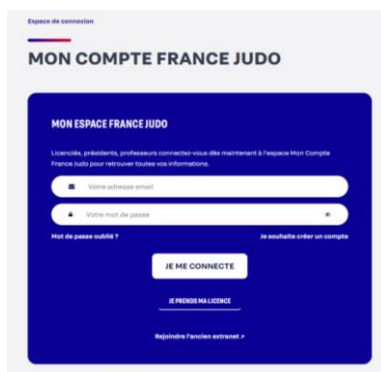 Espace de connexion
MON COMPTE FRANCE JUDO
MON ESPACE FRANCE JUDO
Licenciés, présidents, professeurs connectez-vous dès maintenant à l'espace Mon Compte
France Judo pour retrouver toutes vos informations.
Votre adresse email
Votre mot de passe
Mot de passe oublié ? Je souhaite créer un compte
JE ME CONNECTE
JE PRENDS MA LICENCE
Rejoindre l'ancien extranet ↗